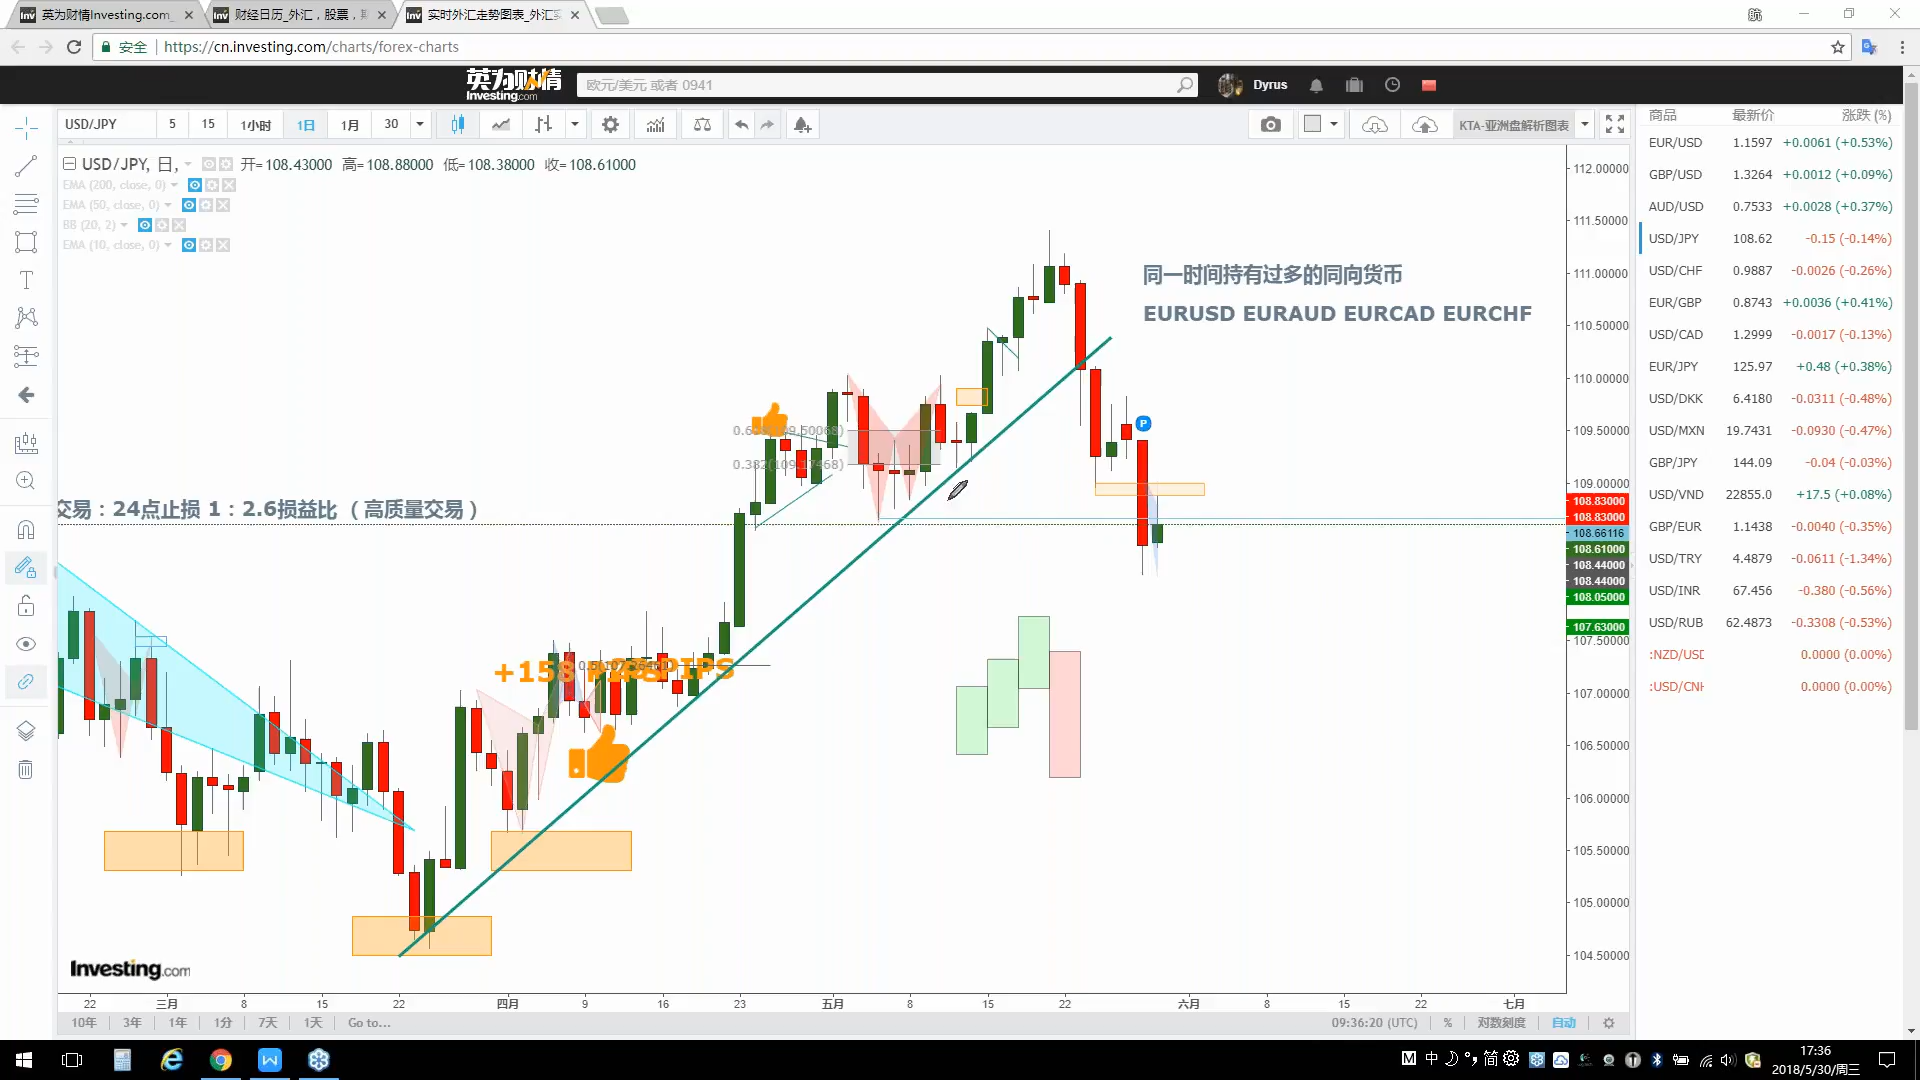 英为财情Investing.com_
财经日历_外汇，股票，
实时外汇走势图表_外汇实
安全 https://cn.investing.com/charts/forex-charts
英为财情 Investing.com
欧元/美元 或者 0941
Dyrus
USD/JPY 5 15 1小时 1日 1月 30
KTA-亚洲盘解析图表
USD/JPY, 日, 开= 108.43000 高= 108.88000 低= 108.38000 收= 108.61000
EMA (200, close, 0)
EMA (50, close, 0)
BB (20, 2)
EMA (10, close, 0)
同一时间持有过多的同向货币
EURUSD EURAUD EURCAD EURCHF
0.382(109.17468)
交易：24点止损 1：2.6损益比 （高质量交易）
+158
PIPS
P
Investing.com
112.00000
111.50000
111.00000
110.50000
110.00000
109.50000
109.00000
108.83000
108.83000
108.66116
108.61000
108.44000
108.44000
108.05000
107.63000
107.50000
107.00000
106.50000
106.00000
105.50000
105.00000
104.50000
22 三月 8 15 22 四月 9 16 23 五月 8 15 22 六月 8 15 22 七月
10年 3年 1年 1分 7天 1天 Go to...
09:36:20 (UTC) % 对数刻度 自动
商品 最新价 涨跌 (%)
EUR/USD 1.1597 +0.0061 (+0.53%)
GBP/USD 1.3264 +0.0012 (+0.09%)
AUD/USD 0.7533 +0.0028 (+0.37%)
USD/JPY 108.62 -0.15 (-0.14%)
USD/CHF 0.9887 -0.0026 (-0.26%)
EUR/GBP 0.8743 +0.0036 (+0.41%)
USD/CAD 1.2999 -0.0017 (-0.13%)
EUR/JPY 125.97 +0.48 (+0.38%)
USD/DKK 6.4180 -0.0311 (-0.48%)
USD/MXN 19.7431 -0.0930 (-0.47%)
GBP/JPY 144.09 -0.04 (-0.03%)
USD/VND 22855.0 +17.5 (+0.08%)
GBP/EUR 1.1438 -0.0040 (-0.35%)
USD/TRY 4.4879 -0.0611 (-1.34%)
USD/INR 67.456 -0.380 (-0.56%)
USD/RUB 62.4873 -0.3308 (-0.53%)
:NZD/USD 0.0000 (0.00%)
:USD/CNH 0.0000 (0.00%)
M 中 简
17:36
2018/5/30/周三